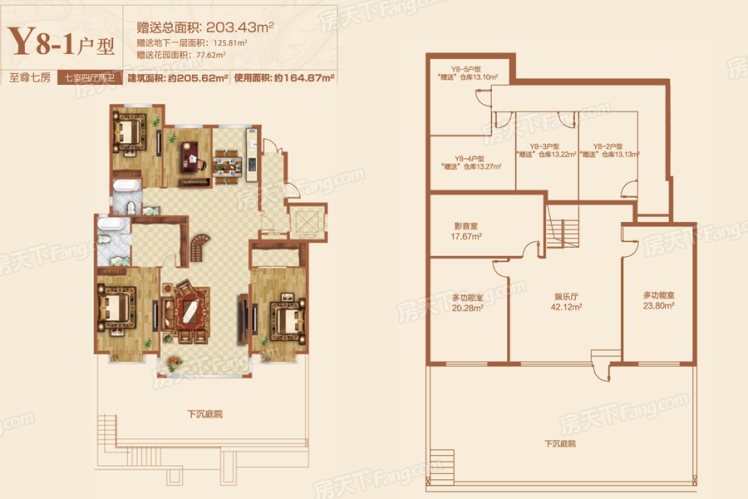 Y8-1户型
赠送总面积: 203.43m²
赠送地下一层面积: 125.81m²
赠送花园面积: 77.62m²
至尊七房
七室四厅两卫
建筑面积: 约205.62m²
使用面积: 约164.87m²
下沉庭院
Y8-5户型
"赠送"仓库13.10m²
Y8-4户型
"赠送"仓库13.27m²
Y8-3户型
"赠送"仓库13.22m²
Y8-2户型
"赠送"仓库13.13m²
影音室
17.67m²
多功能室
20.28m²
娱乐厅
42.12m²
多功能室
23.80m²
下沉庭院
房天下Fang.com